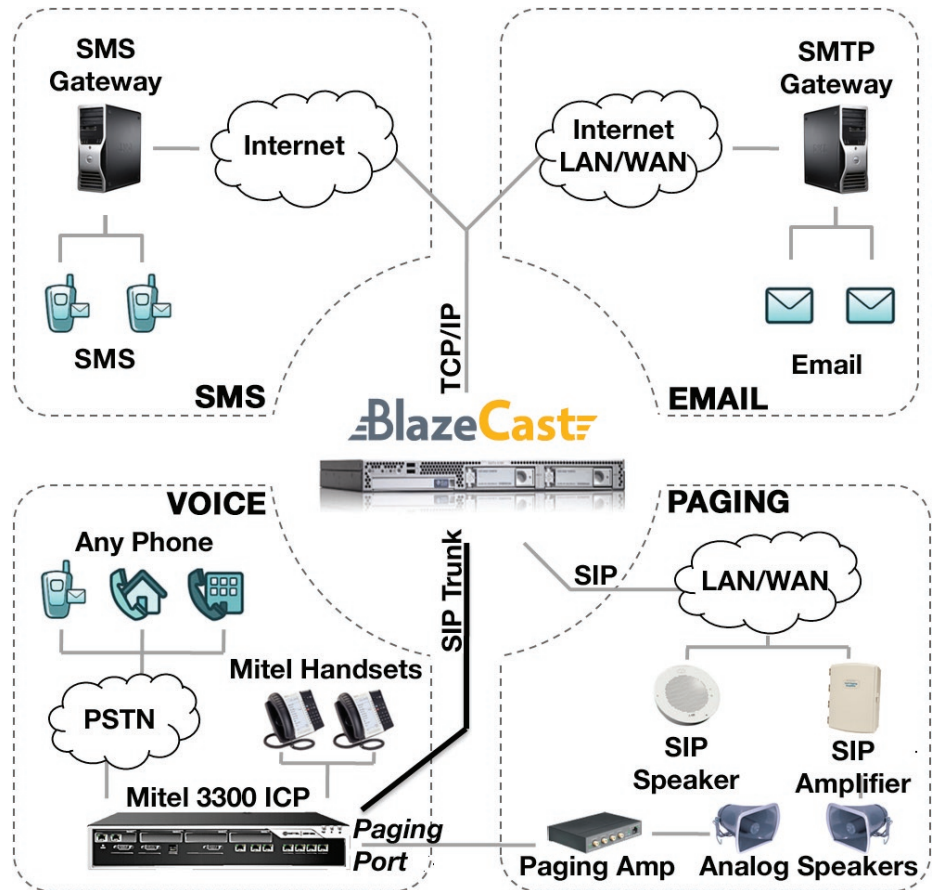 SMS
Gateway
Internet
SMS
SMS
SMTP
Gateway
Internet
LAN/WAN
Email
EMAIL
TCP/IP
BlazeCast
VOICE
Any Phone
PSTN
Mitel Handsets
Mitel 3300 ICP
SIP Trunk
Paging
Port
PAGING
SIP
LAN/WAN
SIP
Speaker
SIP
Amplifier
Paging Amp
Analog Speakers